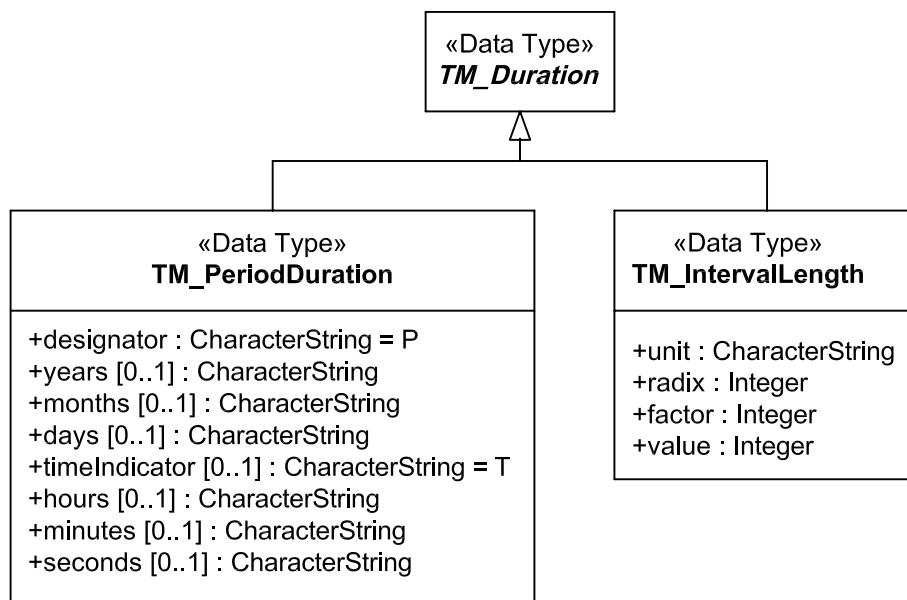 «Data Type»
TM_Duration
«Data Type»
TM_PeriodDuration
+designator : CharacterString = P
+years [0..1] : CharacterString
+months [0..1] : CharacterString
+days [0..1] : CharacterString
+timeIndicator [0..1] : CharacterString = T
+hours [0..1] : CharacterString
+minutes [0..1] : CharacterString
+seconds [0..1] : CharacterString
«Data Type»
TM_IntervalLength
+unit : CharacterString
+radix : Integer
+factor : Integer
+value : Integer